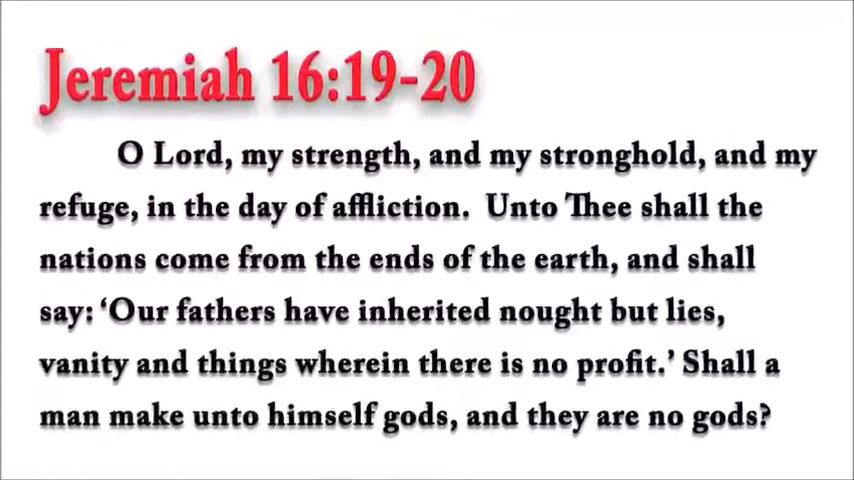 Jeremiah 16:19-20
O Lord, my strength, and my stronghold, and my
refuge, in the day of affliction.  Unto Thee shall the
nations come from the ends of the earth, and shall
say: ‘Our fathers have inherited nought but lies,
vanity and things wherein there is no profit.’ Shall a
man make unto himself gods, and they are no gods?